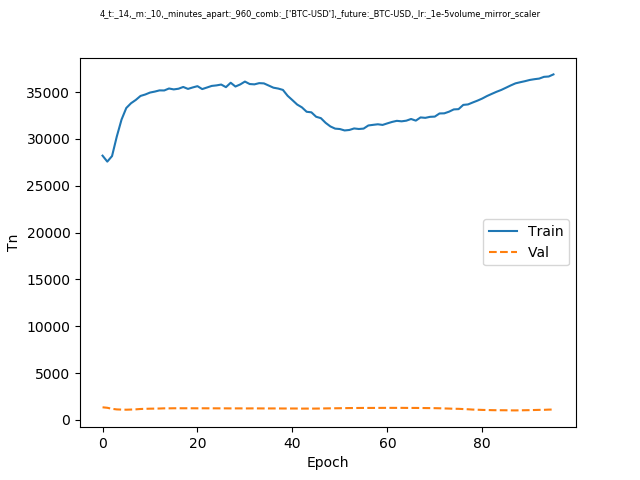 4_t:_14,_m:_10,_minutes_apart:_960_comb:_['BTC-USD'],_future:_BTC-USD,_lr:_1e-5volume_mirror_scaler
35000
30000
25000
20000
15000
10000
5000
0
Tn
Train
Val
0 20 40 60 80
Epoch